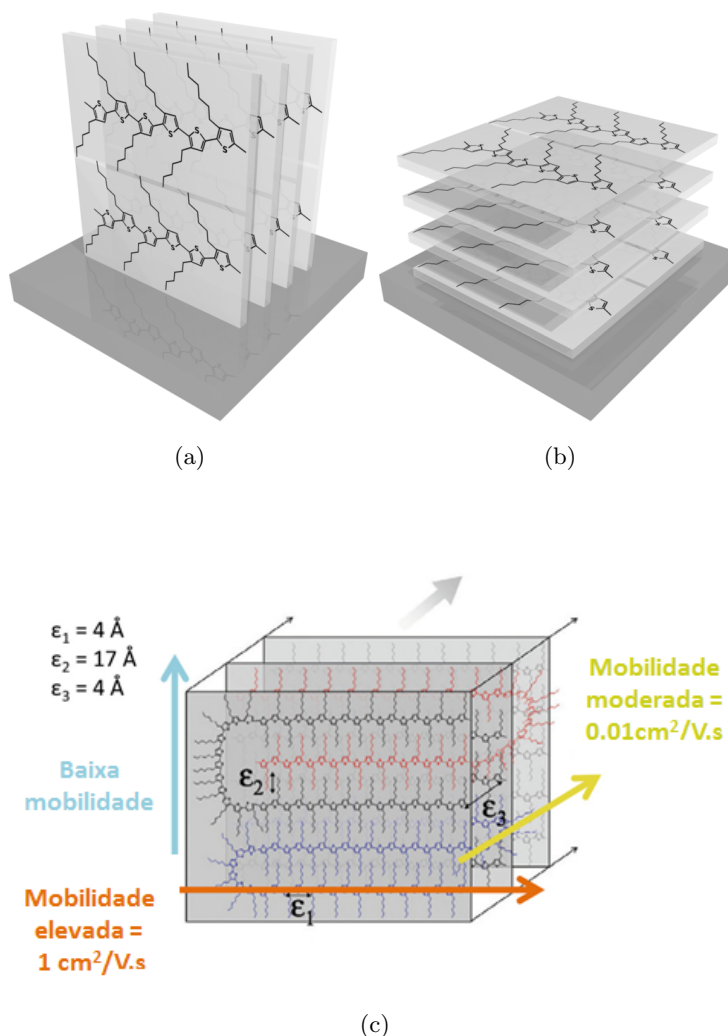 (a)
(b)
ε1 = 4 Å
ε2 = 17 Å
ε3 = 4 Å
Mobilidade
moderada =
0.01cm²/V.s
Baixa
mobilidade
ε2
ε3
Mobilidade
elevada =
1 cm²/V.s
ε1
(c)